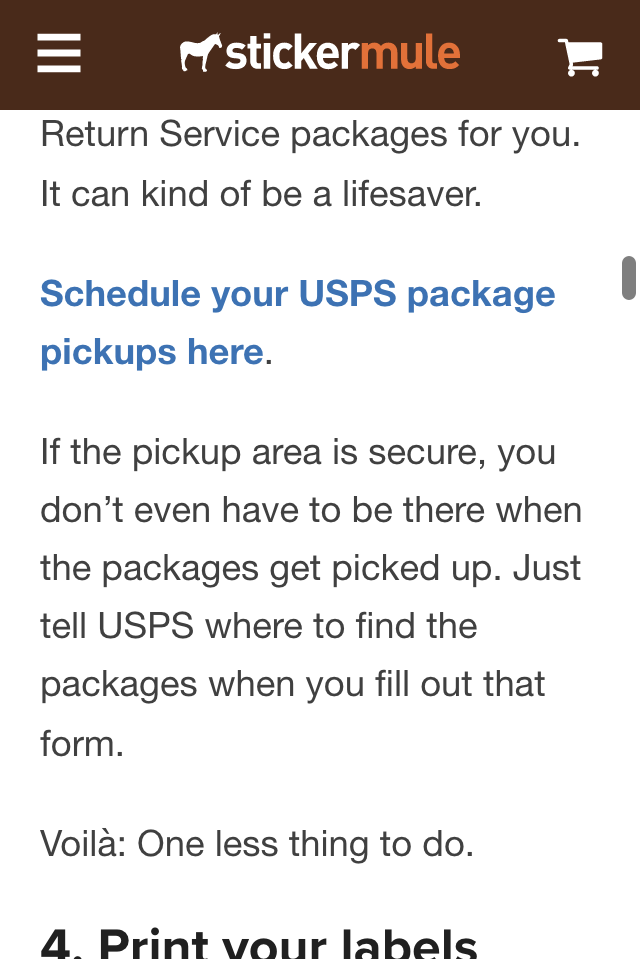 stickermule
Return Service packages for you.
It can kind of be a lifesaver.
Schedule your USPS package
pickups here.
If the pickup area is secure, you
don’t even have to be there when
the packages get picked up. Just
tell USPS where to find the
packages when you fill out that
form.
Voilà: One less thing to do.
4. Print your labels